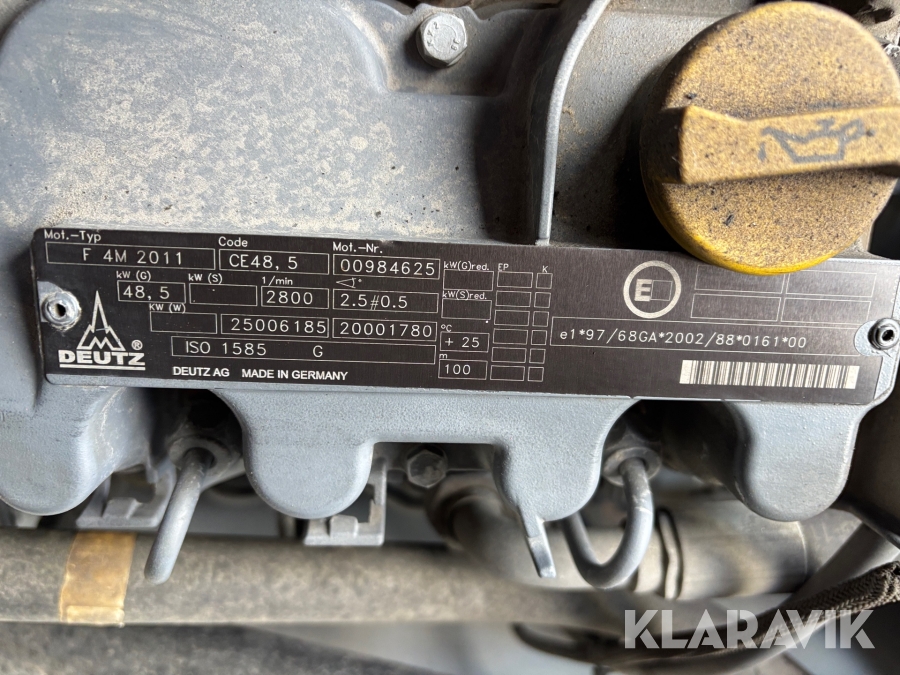 Mot.-Typ Code Mot.-Nr. kW(G)red. EP K
F 4M 2011 CE48,5 00984625
kW (G) kW (S) 1/min <°
48,5 2800 2.5#0.5 kW(S)red.
KW (W) 25006185 20001780 °C
+ 25 e1*97/68GA*2002/88*0161*00
E
DEUTZ ® ISO 1585 G m
100
DEUTZ AG MADE IN GERMANY
KLARAVIK